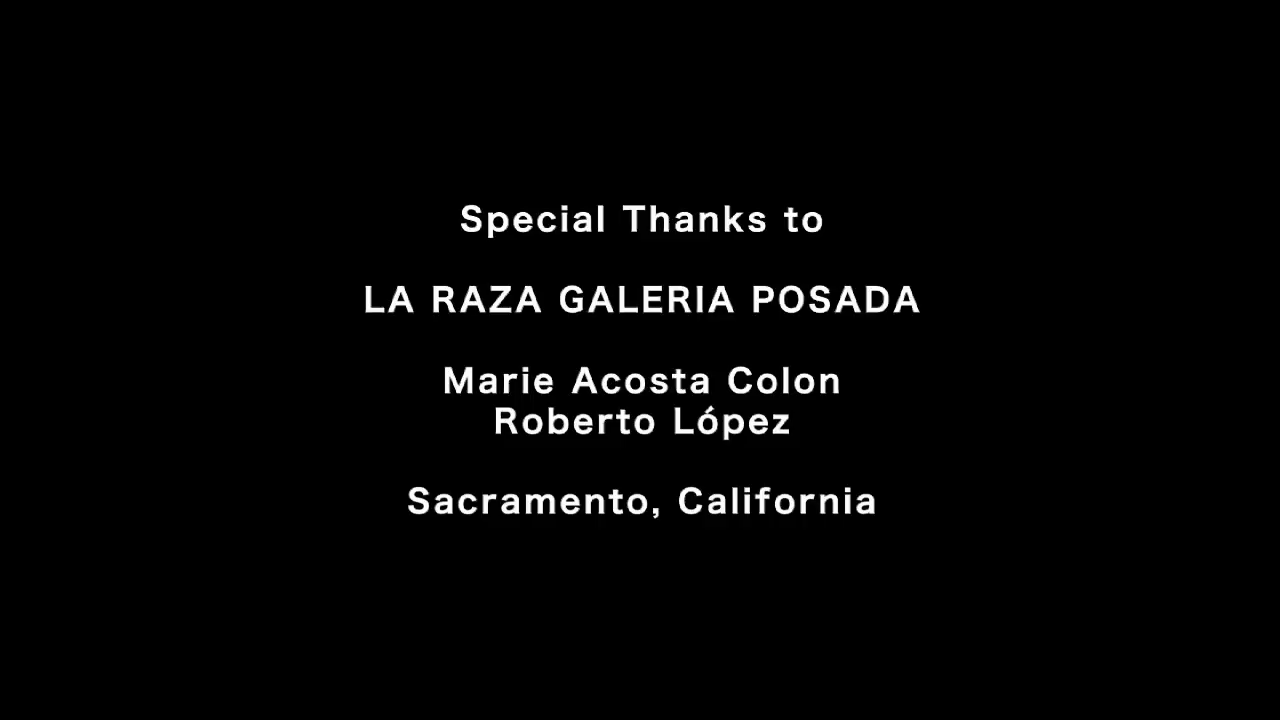 Special Thanks to
LA RAZA GALERIA POSADA
Marie Acosta Colon
Roberto López
Sacramento, California